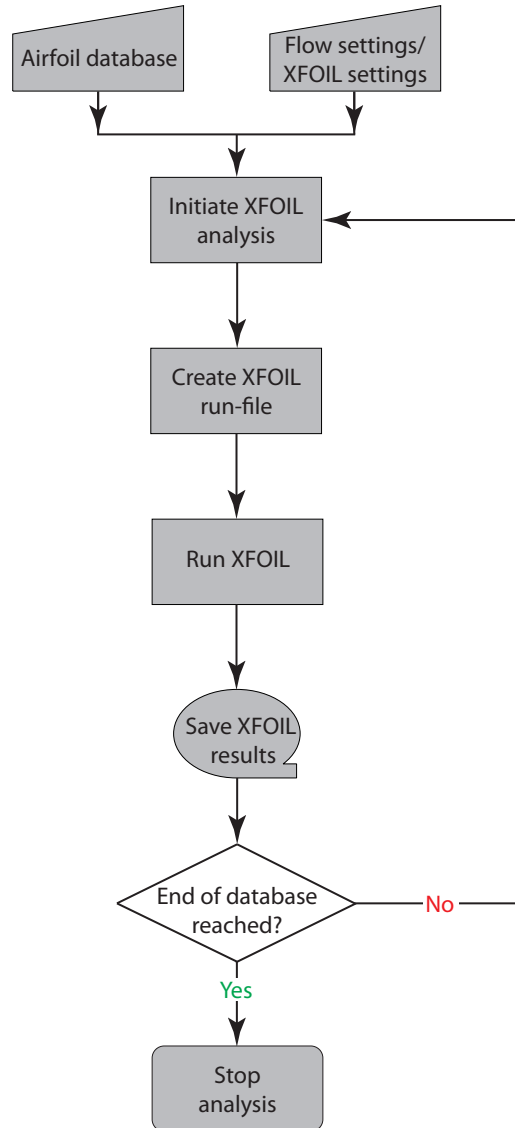 Airfoil database
Flow settings/
XFOIL settings
Initiate XFOIL
analysis
Create XFOIL
run-file
Run XFOIL
Save XFOIL
results
End of database
reached?
No
Yes
Stop
analysis